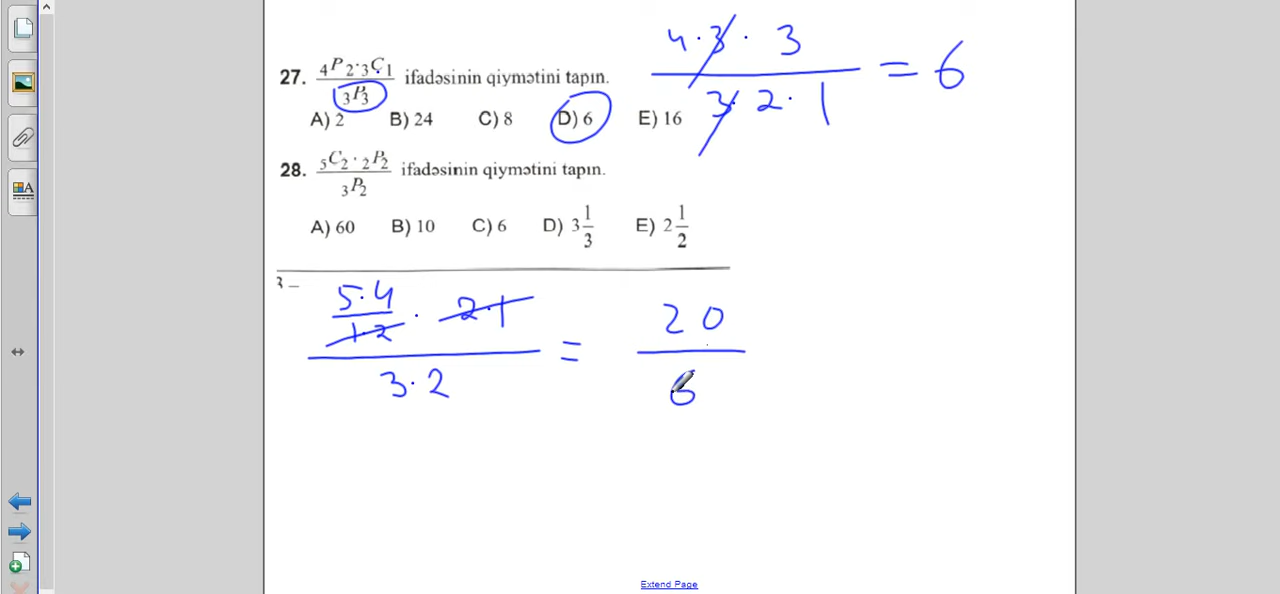 27. 4P2·3C1 / 3P3 ifadəsinin qiymətini tapın.
4·3·3 / 3·2·1 = 6
A) 2 B) 24 C) 8 D) 6 E) 16
28. 5C2·2P2 / 3P2 ifadəsinin qiymətini tapın.
A) 60 B) 10 C) 6 D) 3 1/3 E) 2 1/2
5·4 / 1·2 · 2·1 / 3·2 = 20 / 6
Extend Page